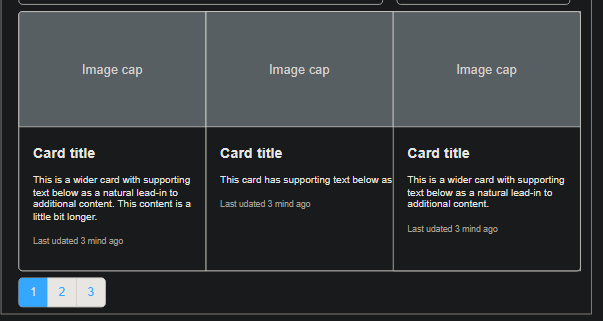 Image cap
Image cap
Image cap
Card title
This is a wider card with supporting
text below as a natural lead-in to
additional content. This content is a
little bit longer.
Last udated 3 mind ago
Card title
This card has supporting text below as
Last udated 3 mind ago
Card title
This is a wider card with supporting
text below as a natural lead-in to
additional content.
Last udated 3 mind ago
1 2 3